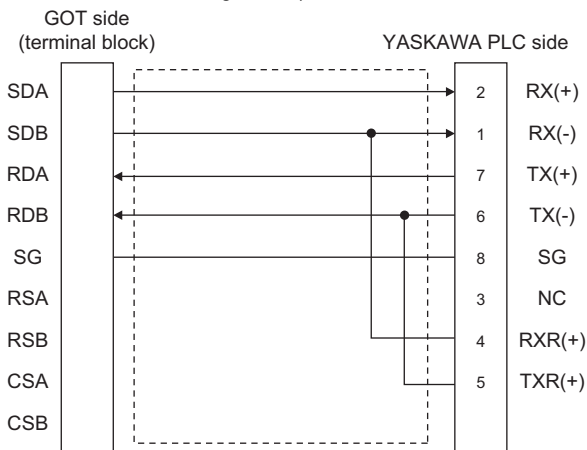 GOT side
(terminal block)
YASKAWA PLC side
SDA 2 RX(+)
SDB 1 RX(-)
RDA 7 TX(+)
RDB 6 TX(-)
SG 8 SG
RSA 3 NC
RSB 4 RXR(+)
CSA 5 TXR(+)
CSB